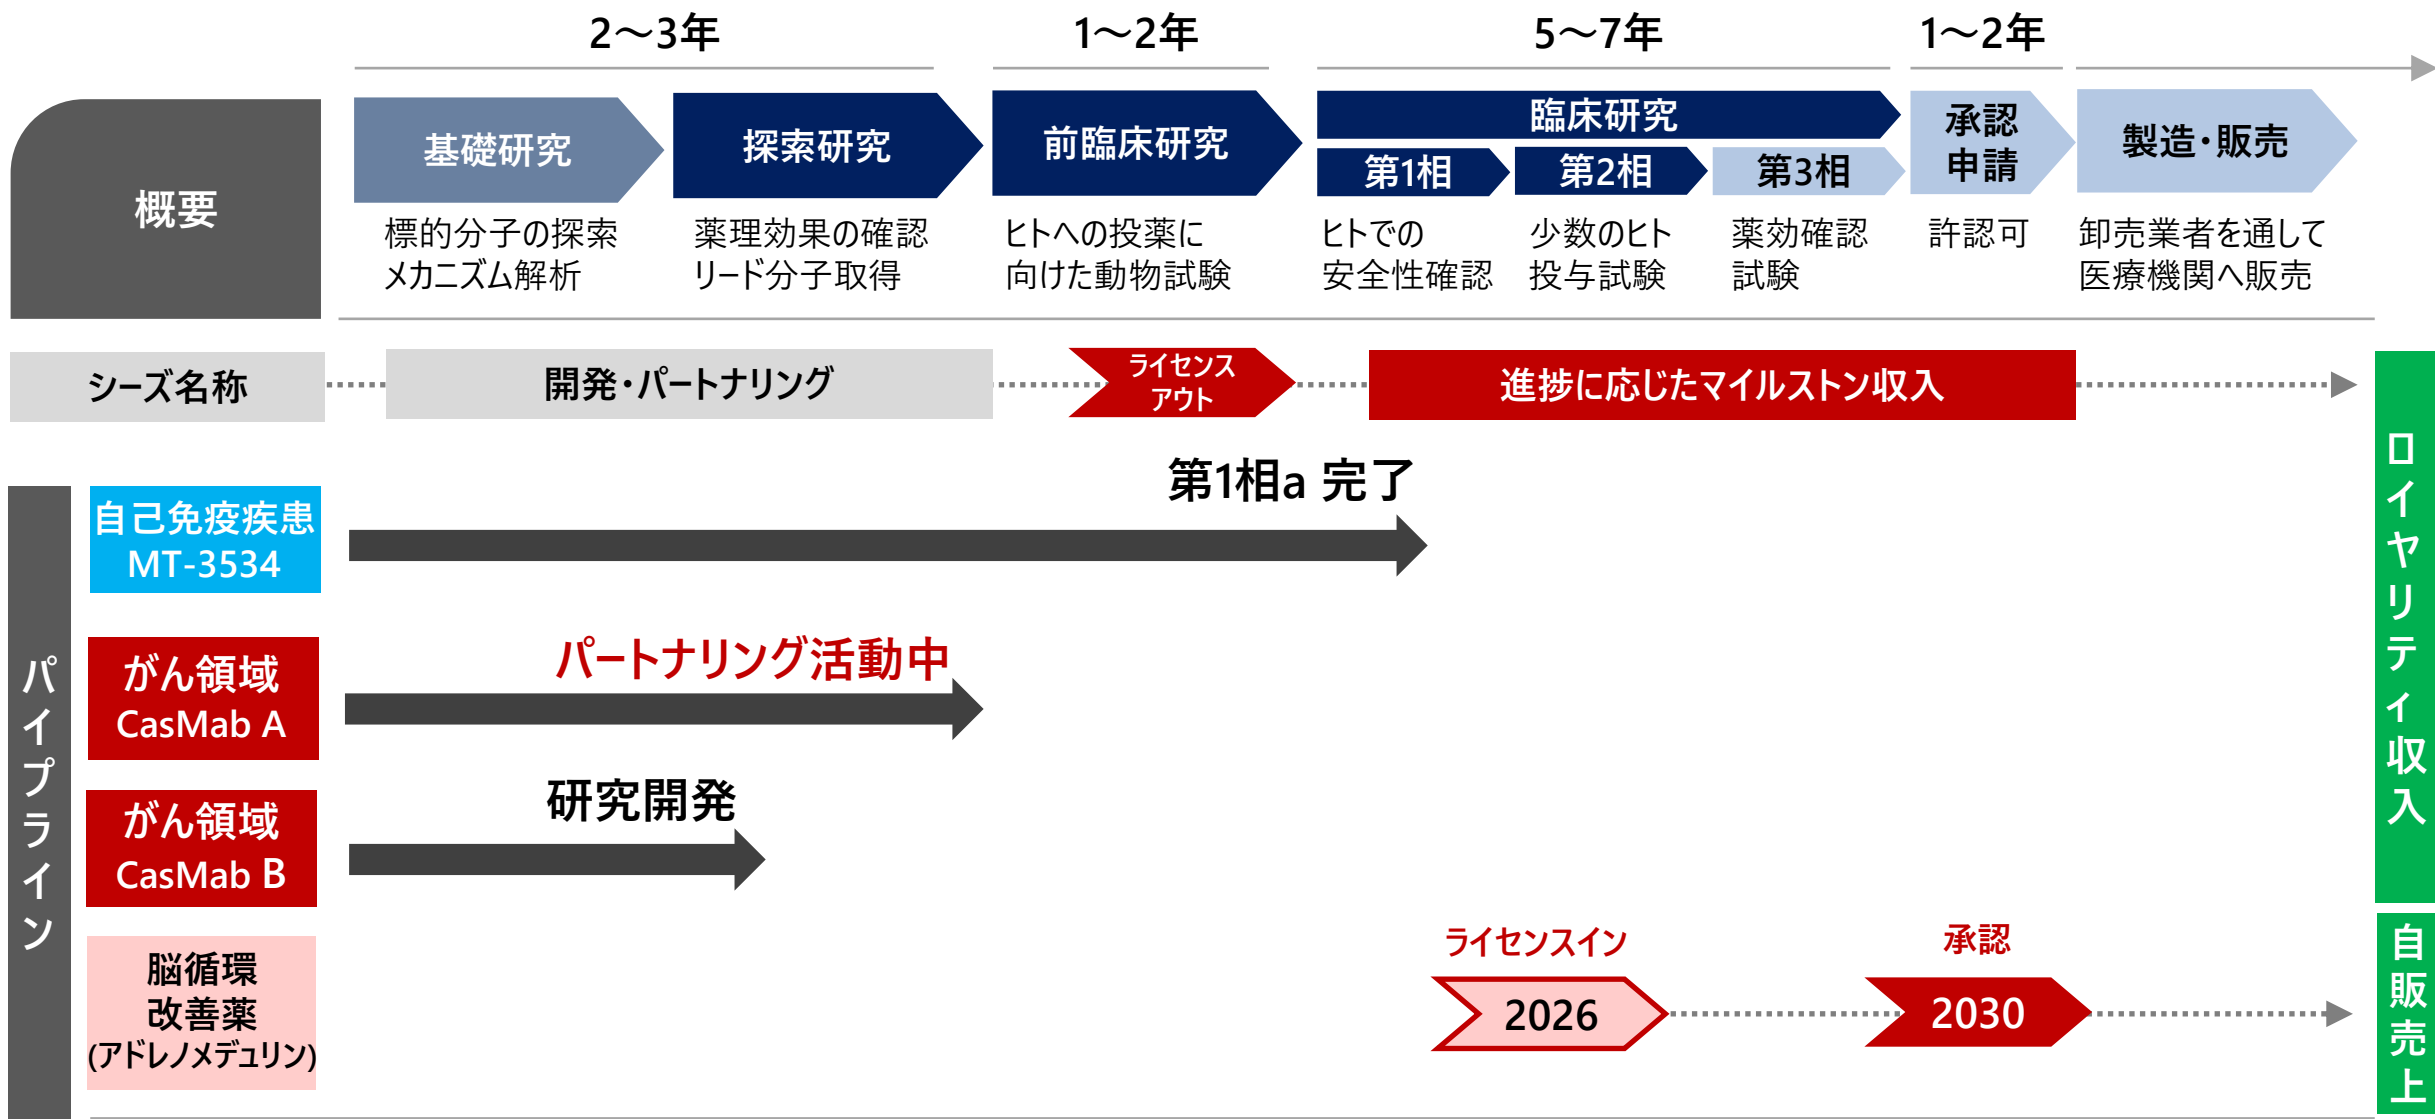 2～3年
1～2年
5～7年
1～2年
概要
基礎研究
探索研究
前臨床研究
臨床研究
第1相
第2相
第3相
承認
申請
製造・販売
標的分子の探索
メカニズム解析
薬理効果の確認
リード分子取得
ヒトへの投薬に
向けた動物試験
ヒトでの
安全性確認
少数のヒト
投与試験
薬効確認
試験
許認可
卸売業者を通して
医療機関へ販売
シーズ名称
開発・パートナリング
ライセンス
アウト
進捗に応じたマイルストン収入
ロイヤリティ収入
パイプライン
自己免疫疾患
MT-3534
第1相a 完了
がん領域
CasMab A
パートナリング活動中
がん領域
CasMab B
研究開発
脳循環
改善薬
(アドレノメデュリン)
ライセンスイン
2026
承認
2030
自販売上